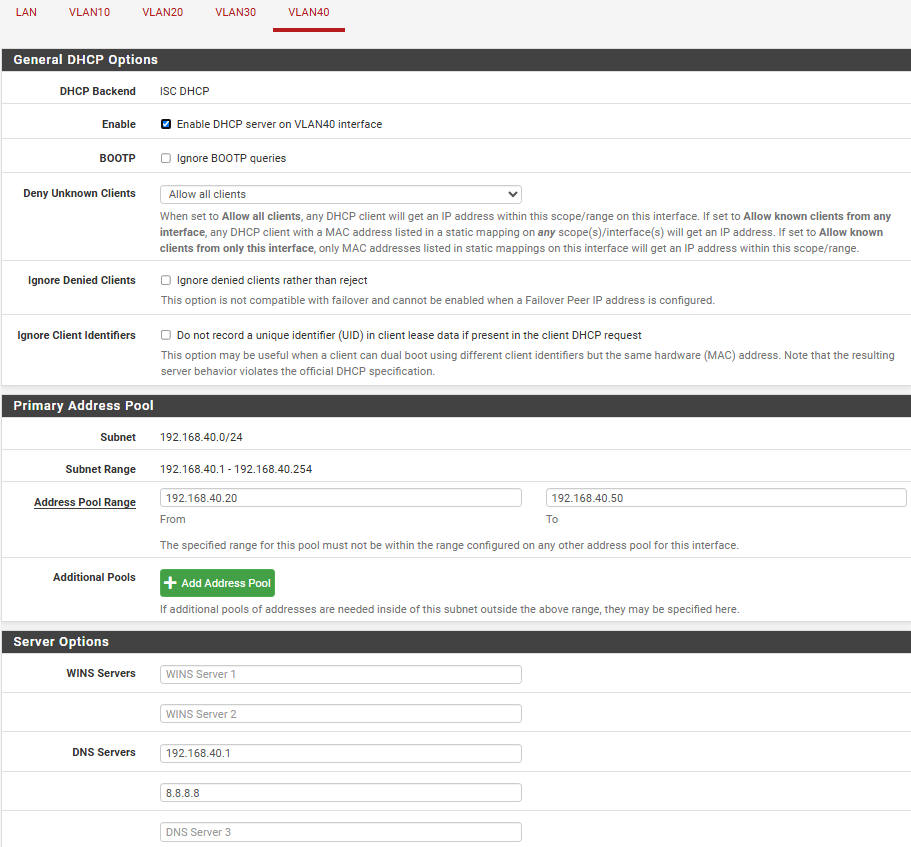 LAN VLAN10 VLAN20 VLAN30 VLAN40
General DHCP Options
DHCP Backend ISC DHCP
Enable Enable DHCP server on VLAN40 interface
BOOTP Ignore BOOTP queries
Deny Unknown Clients Allow all clients
When set to Allow all clients, any DHCP client will get an IP address within this scope/range on this interface. If set to Allow known clients from any
interface, any DHCP client with a MAC address listed in a static mapping on any scope(s)/interface(s) will get an IP address. If set to Allow known
clients from only this interface, only MAC addresses listed in static mappings on this interface will get an IP address within this scope/range.
Ignore Denied Clients Ignore denied clients rather than reject
This option is not compatible with failover and cannot be enabled when a Failover Peer IP address is configured.
Ignore Client Identifiers Do not record a unique identifier (UID) in client lease data if present in the client DHCP request
This option may be useful when a client can dual boot using different client identifiers but the same hardware (MAC) address. Note that the resulting
server behavior violates the official DHCP specification.
Primary Address Pool
Subnet 192.168.40.0/24
Subnet Range 192.168.40.1 - 192.168.40.254
Address Pool Range 192.168.40.20 192.168.40.50
From To
The specified range for this pool must not be within the range configured on any other address pool for this interface.
Additional Pools Add Address Pool
If additional pools of addresses are needed inside of this subnet outside the above range, they may be specified here.
Server Options
WINS Servers WINS Server 1
WINS Server 2
DNS Servers 192.168.40.1
8.8.8.8
DNS Server 3